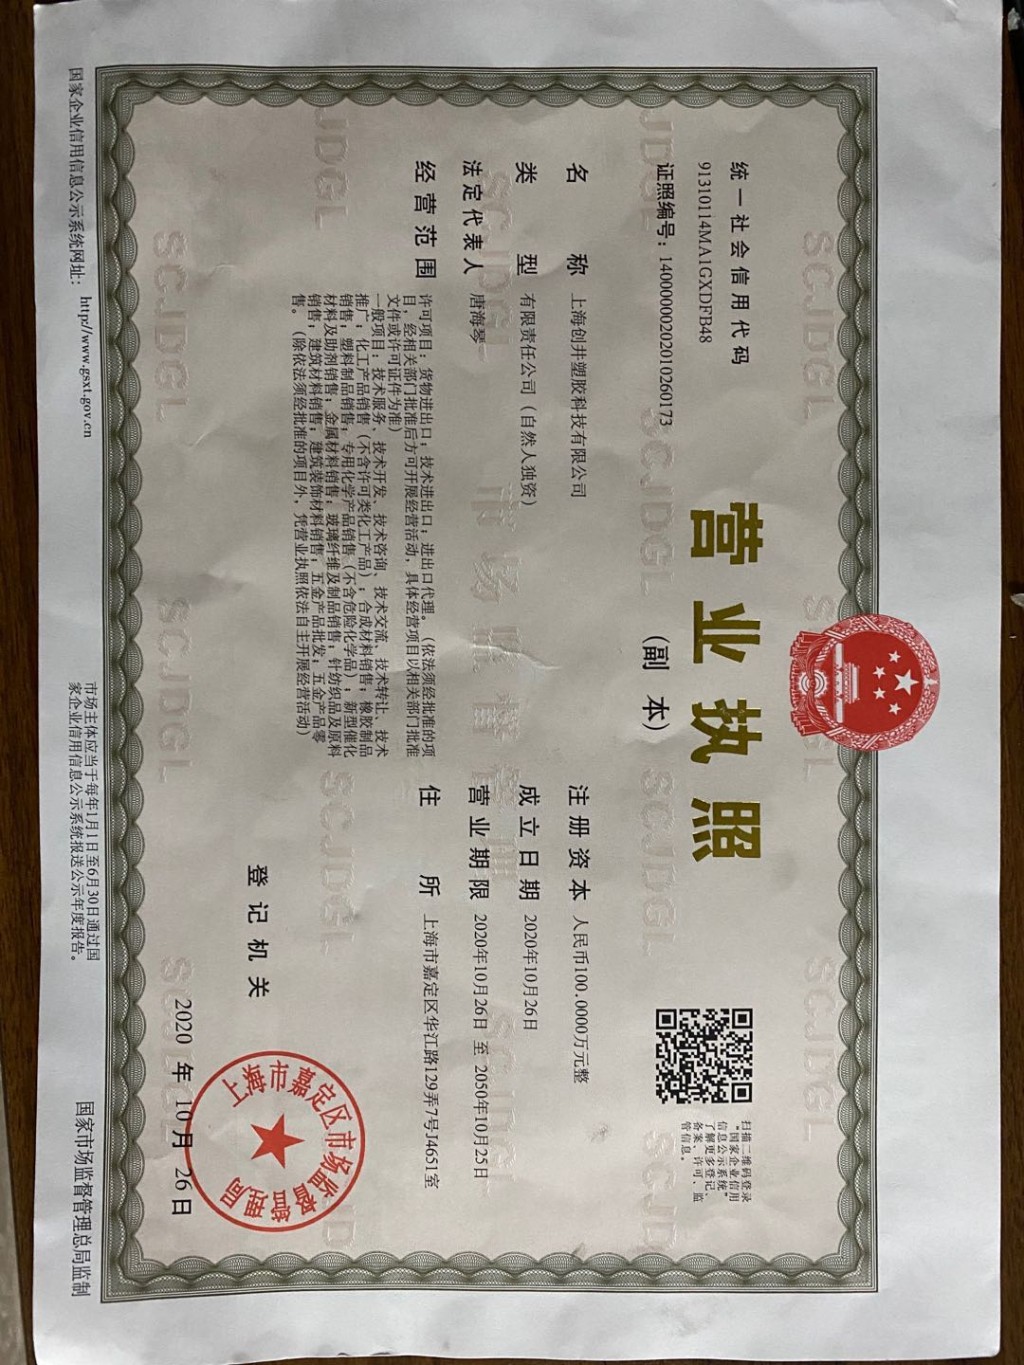 营业执照
（副 本）
统一社会信用代码
91310114MA1GXDFB48
证照编号：14000000202010260173
扫描二维码登录
“国家企业信用
信息公示系统”
了解更多登记、
备案、许可、监
管信息。
名 称 上海创井塑胶科技有限公司
类 型 有限责任公司（自然人独资）
法定代表人 唐海琴
经营范围 许可项目：货物进出口；技术进出口；进出口代理。（依法须经批准的项
目，经相关部门批准后方可开展经营活动，具体经营项目以相关部门批准
文件或许可证件为准）
一般项目：技术服务、技术开发、技术咨询、技术交流、技术转让、技术
推广；化工产品销售（不含许可类化工产品）；合成材料销售；橡胶制品
销售；塑料制品销售；专用化学产品销售（不含危险化学品）；新型催化
材料及助剂销售；金属材料销售；玻璃纤维及制品销售；针纺织品及原料
销售；建筑材料销售；建筑装饰材料销售；五金产品批发；五金产品零
售。（除依法须经批准的项目外，凭营业执照依法自主开展经营活动）
注册资本 人民币100.0000万元整
成立日期 2020年10月26日
营业期限 2020年10月26日 至 2050年10月25日
住 所 上海市嘉定区华江路129弄7号J4651室
登记机关
上海市嘉定区市场监督管理局
2020 年 10 月 26 日
SCJDGL
市场监督管理
国家企业信用信息公示系统网址：http://www.gsxt.gov.cn
市场主体应当于每年1月1日至6月30日通过国
家企业信用信息公示系统报送公示年度报告。
国家市场监督管理总局监制